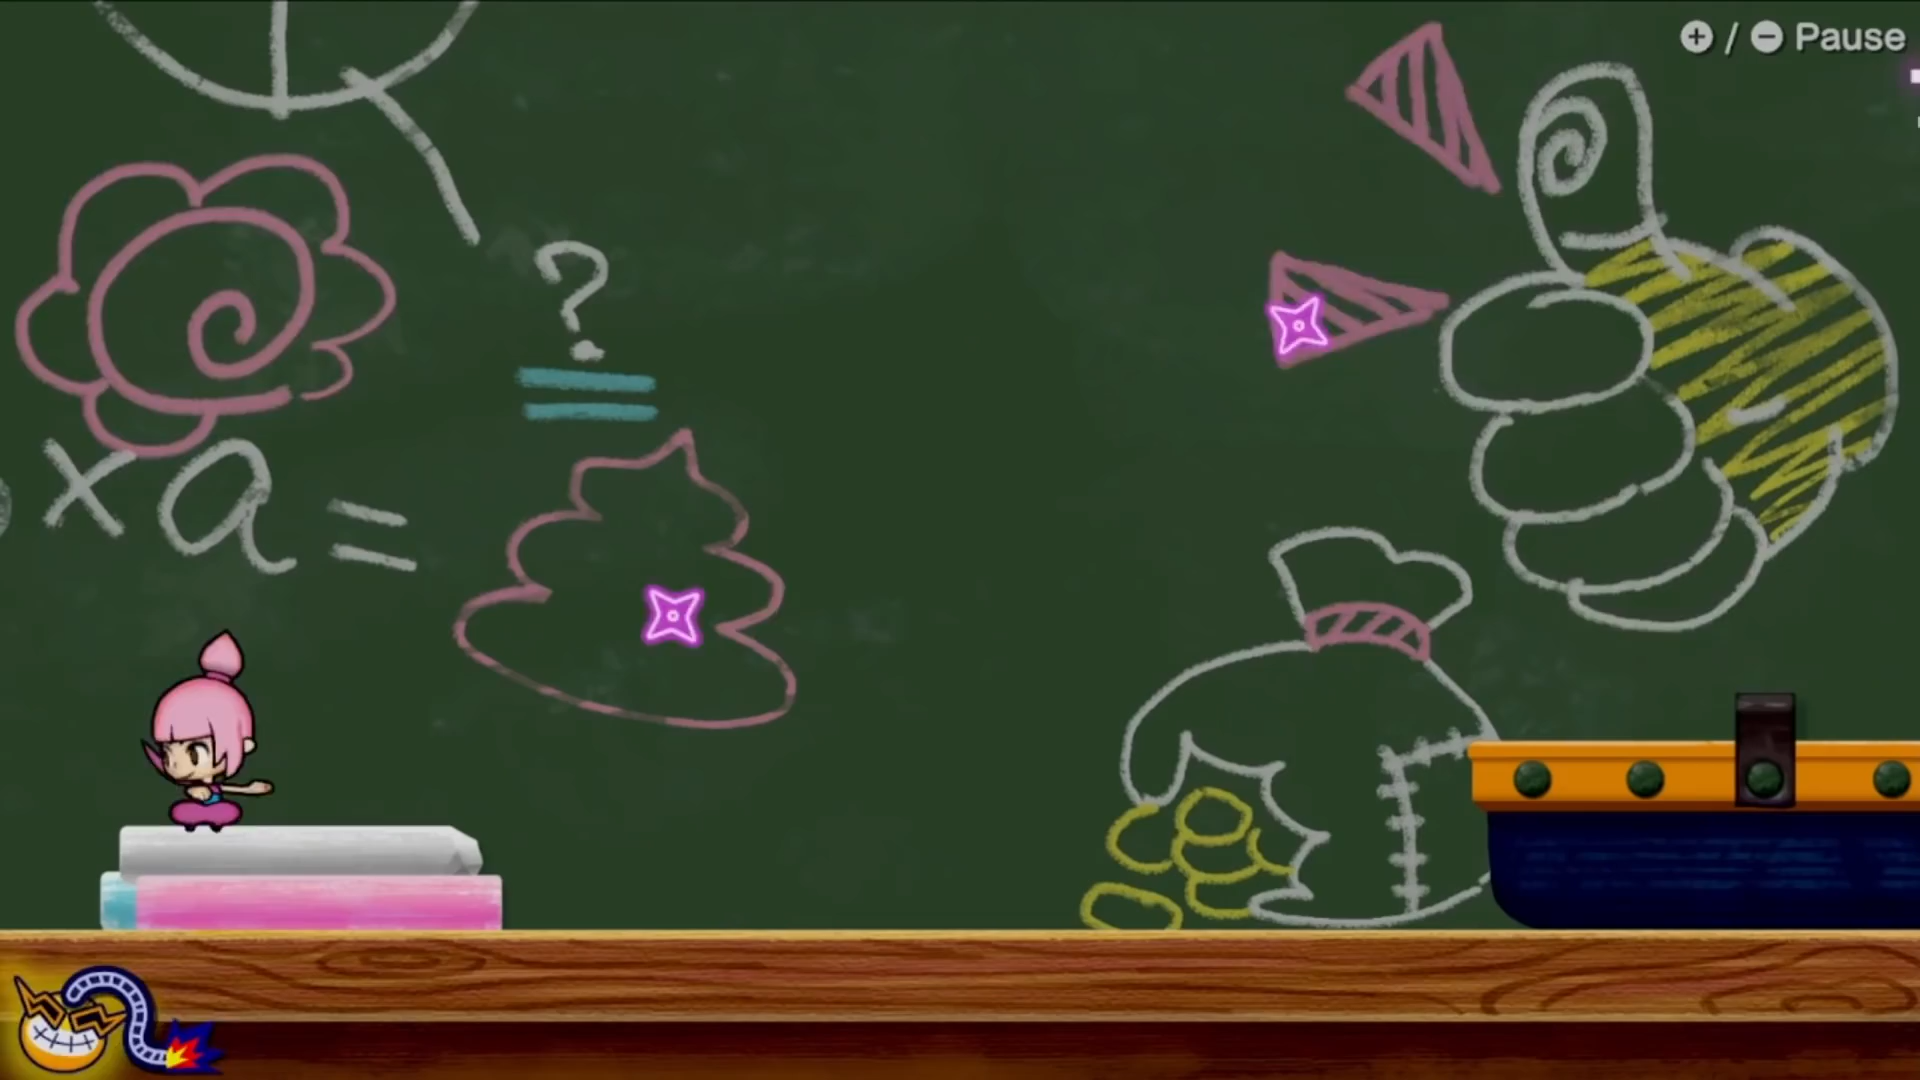 + / − Pause
?
=
× a =